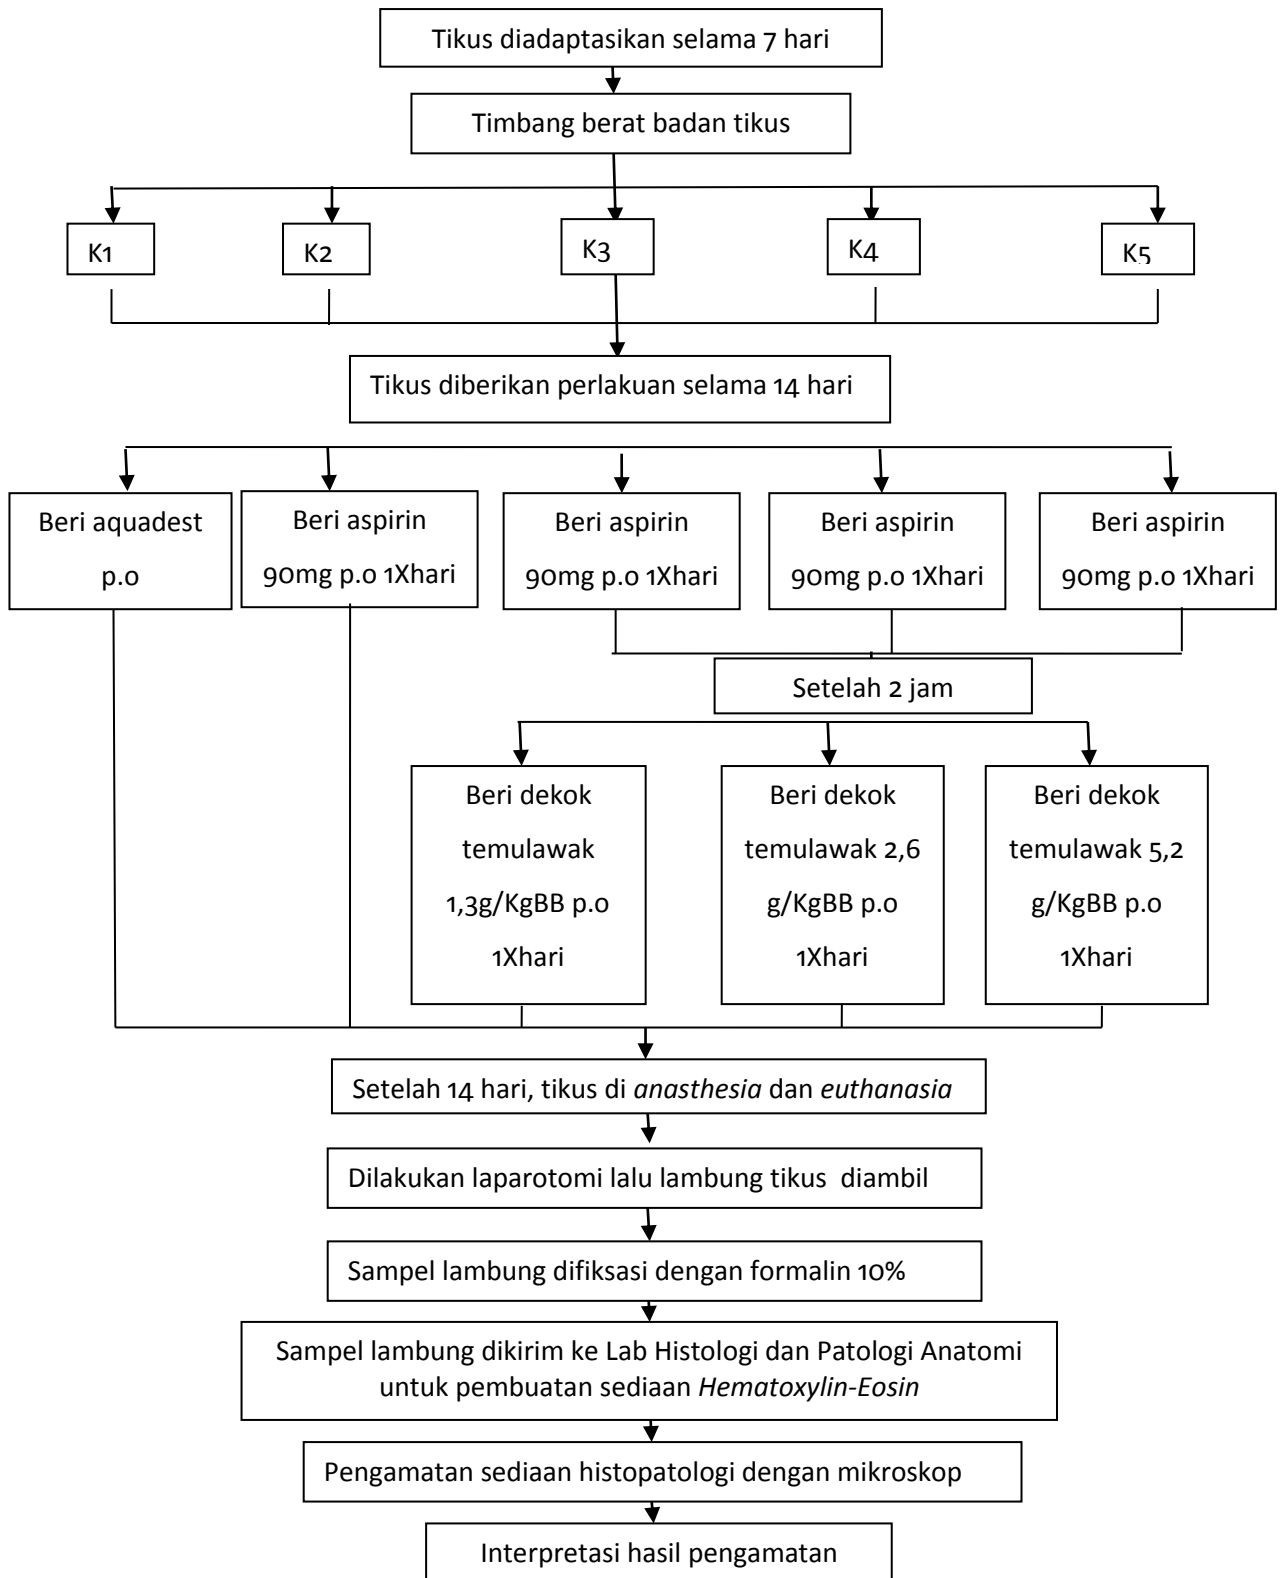 Tikus diadaptasikan selama 7 hari
Timbang berat badan tikus
K1
K2
K3
K4
K5
Tikus diberikan perlakuan selama 14 hari
Beri aquadest
p.o
Beri aspirin
90mg p.o 1Xhari
Beri aspirin
90mg p.o 1Xhari
Beri aspirin
90mg p.o 1Xhari
Beri aspirin
90mg p.o 1Xhari
Setelah 2 jam
Beri dekok
temulawak
1,3g/KgBB p.o
1Xhari
Beri dekok
temulawak 2,6
g/KgBB p.o
1Xhari
Beri dekok
temulawak 5,2
g/KgBB p.o
1Xhari
Setelah 14 hari, tikus di anasthesia dan euthanasia
Dilakukan laparotomi lalu lambung tikus diambil
Sampel lambung difiksasi dengan formalin 10%
Sampel lambung dikirim ke Lab Histologi dan Patologi Anatomi
untuk pembuatan sediaan Hematoxylin-Eosin
Pengamatan sediaan histopatologi dengan mikroskop
Interpretasi hasil pengamatan